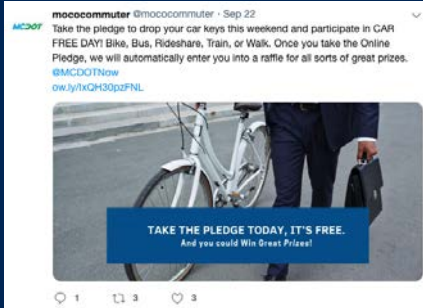 mococommuter @mococommuter · Sep 22
MCDOT
Take the pledge to drop your car keys this weekend and participate in CAR
FREE DAY! Bike, Bus, Rideshare, Train, or Walk. Once you take the Online
Pledge, we will automatically enter you into a raffle for all sorts of great prizes.
@MCDOTNow
ow.ly/lxQH30pzFNL
TAKE THE PLEDGE TODAY, IT'S FREE.
And you could Win Great Prizes!
1 3 3